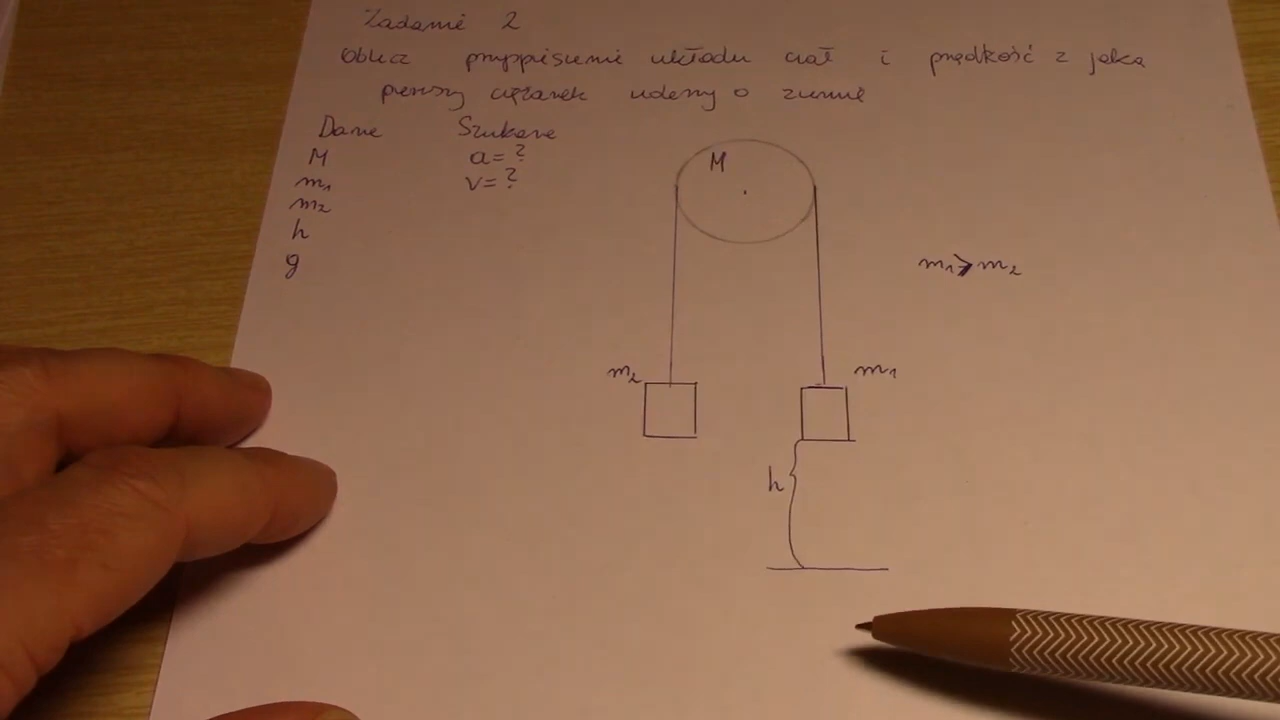 Zadanie 2
Oblicz przyspieszenie układu ciał i prędkość z jaką
pierwszy ciężarek uderzy o ziemię
Dane Szukane
M a=?
m₁ v=?
m₂
h
g
M
m₁>m₂
m₂ m₁
h